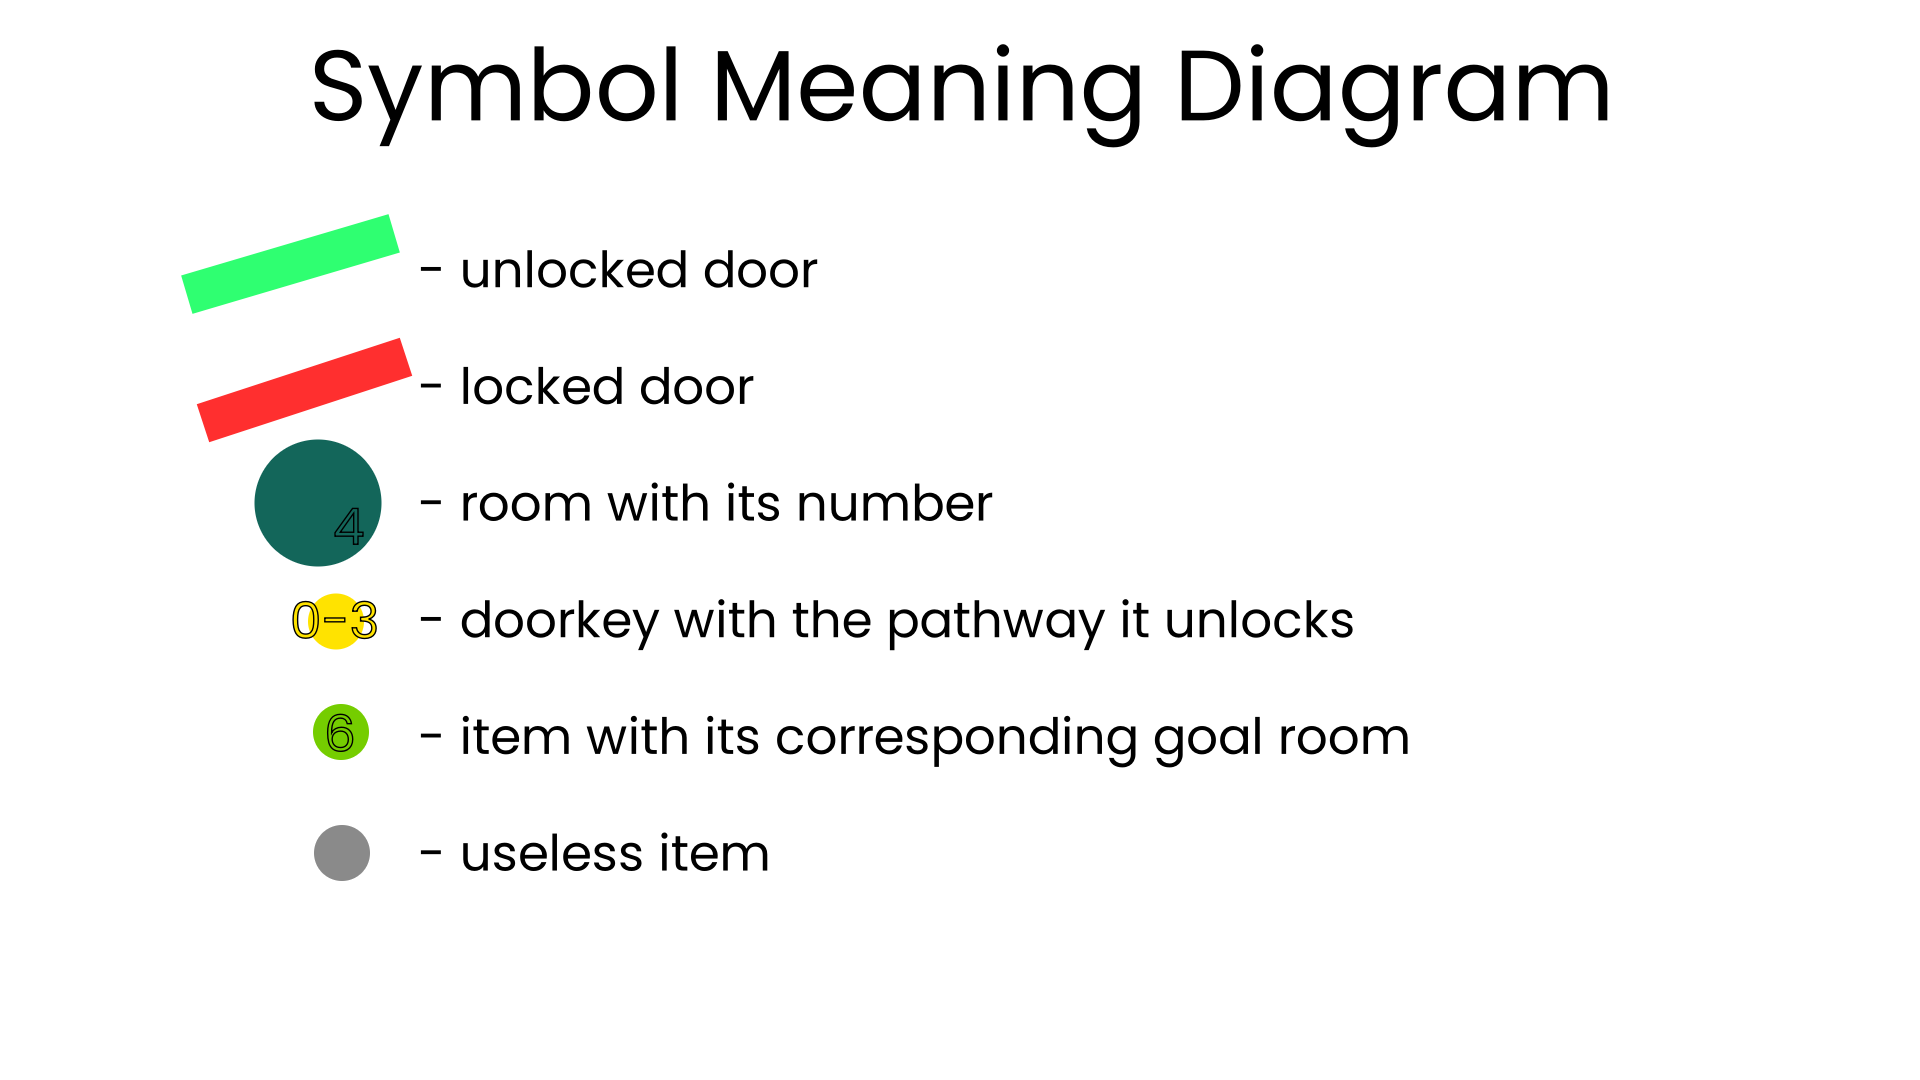 Symbol Meaning Diagram
- unlocked door
- locked door
4 - room with its number
0-3 - doorkey with the pathway it unlocks
6 - item with its corresponding goal room
- useless item